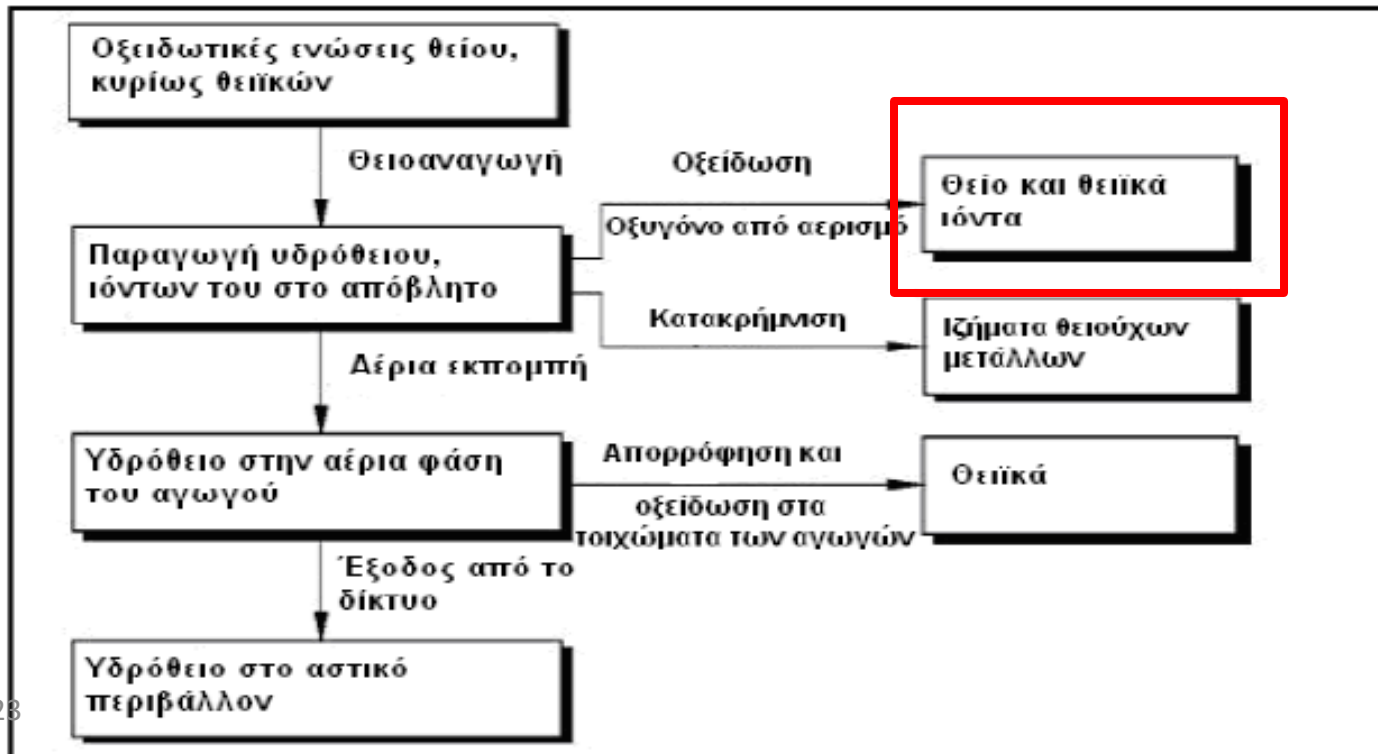 Οξειδωτικές ενώσεις θείου,
κυρίως θειϊκών
Θειοαναγωγή
Οξείδωση
Οξυγόνο από αερισμό
Θείο και θειϊκά
ιόντα
Παραγωγή υδρόθειου,
ιόντων του στο απόβλητο
Κατακρήμνιση
Ιζήματα θειούχων
μετάλλων
Αέρια εκπομπή
Υδρόθειο στην αέρια φάση
του αγωγού
Απορρόφηση και
οξείδωση στα
τοιχώματα των αγωγών
Θειϊκά
Έξοδος από το
δίκτυο
Υδρόθειο στο αστικό
περιβάλλον